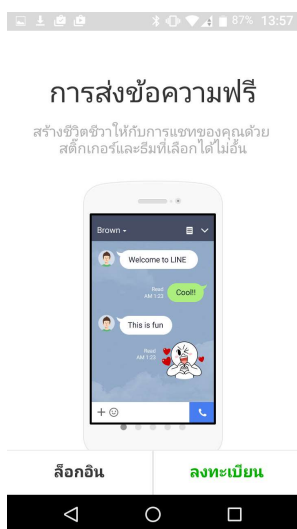 87% 13:57
การส่งข้อความฟรี
สร้างชีวิตชีวาให้กับการแชทของคุณด้วย
สติ๊กเกอร์และธีมที่เลือกได้ไม่อั้น
Brown
Welcome to LINE
Read
AM 1:23
Cool!!
This is fun
Read
AM 1:23
ล็อกอิน
ลงทะเบียน